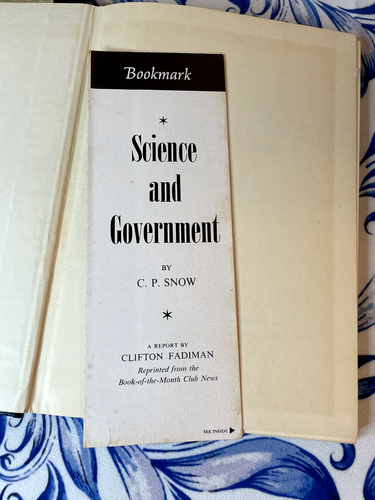 Bookmark
*
Science
and
Government
BY
C. P. SNOW
*
A REPORT BY
CLIFTON FADIMAN
Reprinted from the
Book-of-the-Month Club News
SEE INSIDE ▶